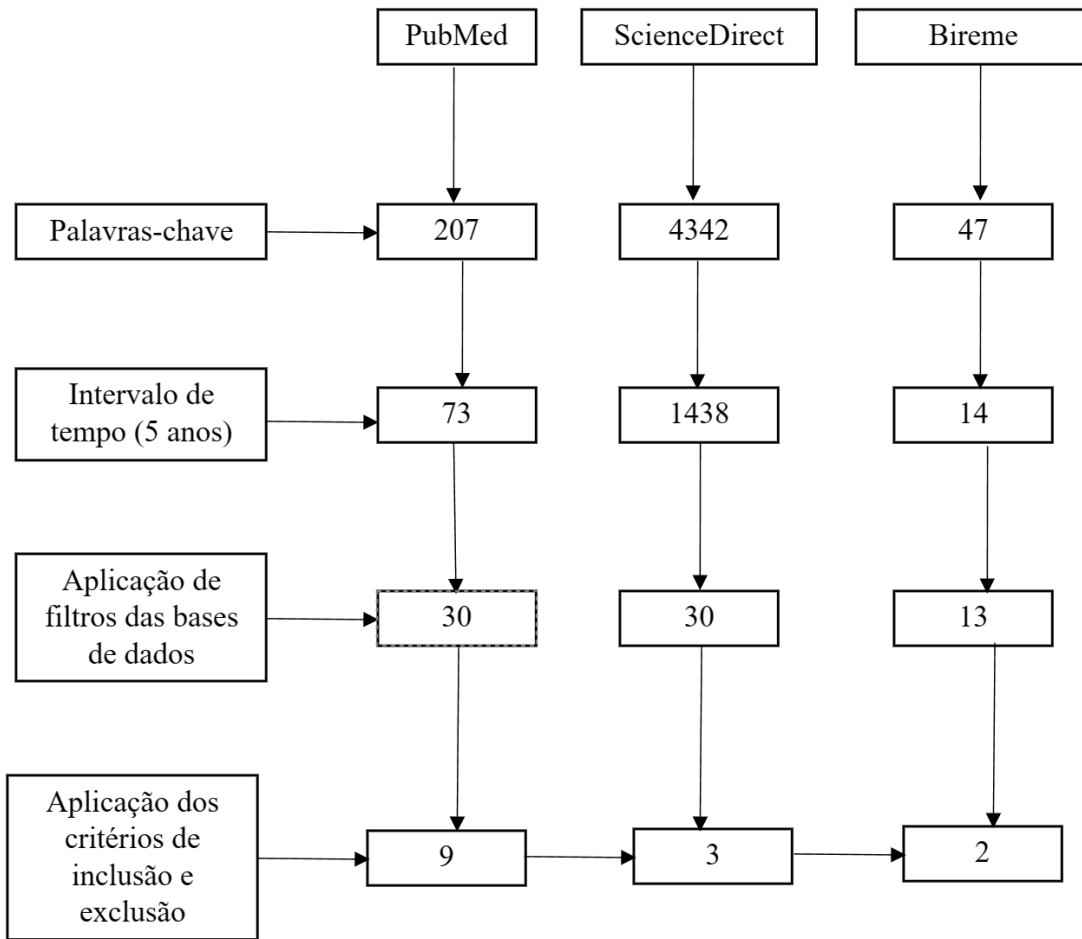 PubMed
ScienceDirect
Bireme
Palavras-chave
207
4342
47
Intervalo de
tempo (5 anos)
73
1438
14
Aplicação de
filtros das bases
de dados
30
30
13
Aplicação dos
critérios de
inclusão e
exclusão
9
3
2